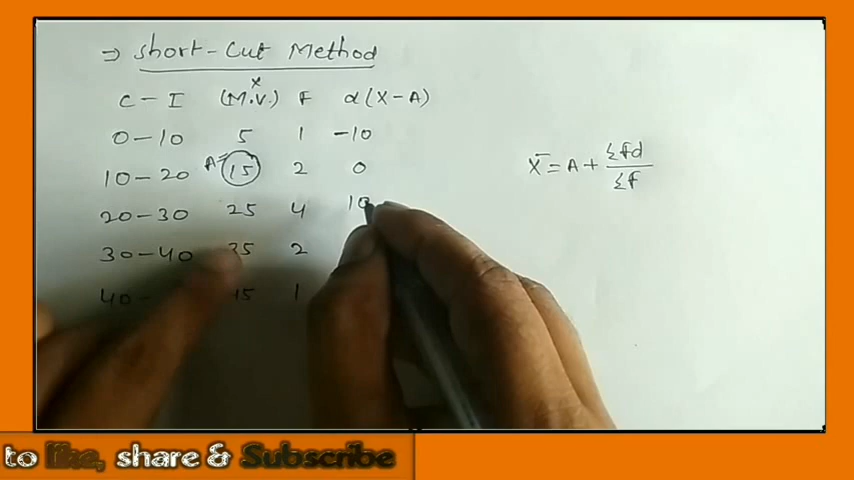 ⇒ Short-Cut Method
X
C-I (M.V.) F d(X-A)
0-10 5 1 -10
10-20 A= 15 2 0
20-30 25 4 10
30-40 35 2
40- 45 1
X̄ = A + Σfd
Σf
to like, share & Subscribe